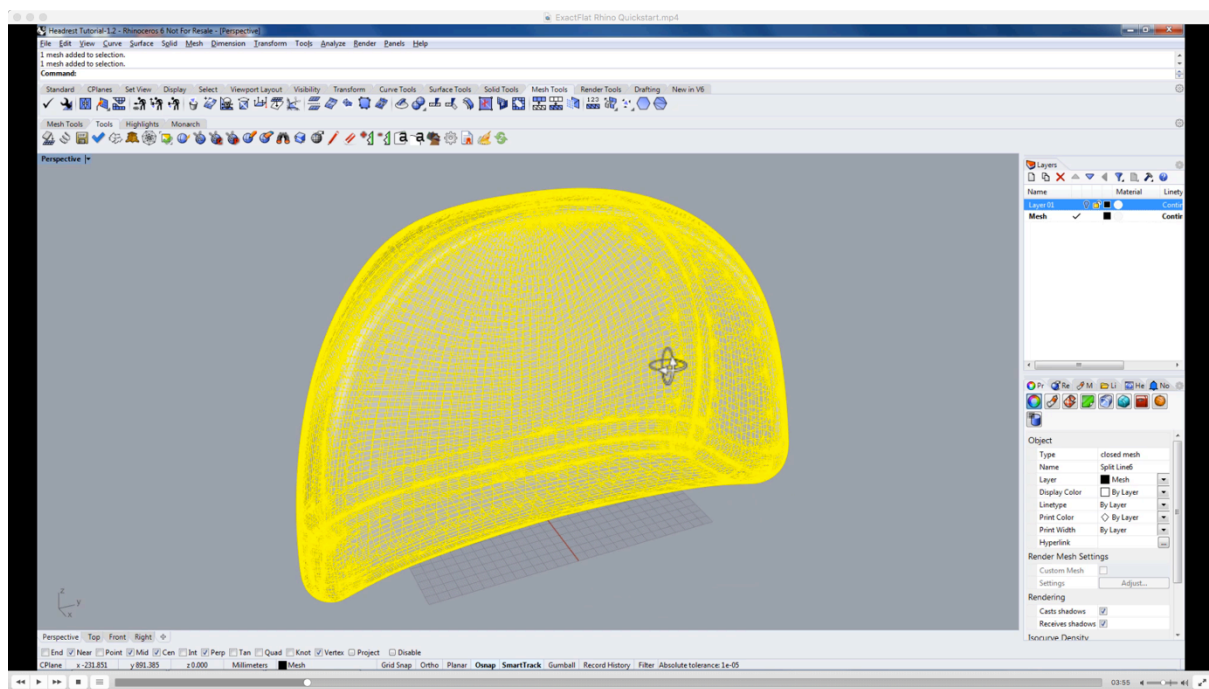 ExactFlat Rhino Quickstart.mp4
Headrest Tutorial-1.2 - Rhinoceros 6 Not For Resale - [Perspective]
File Edit View Curve Surface Solid Mesh Dimension Transform Tools Analyze Render Panels Help
1 mesh added to selection.
1 mesh added to selection.
Command:
Standard CPlanes Set View Display Select Viewport Layout Visibility Transform Curve Tools Surface Tools Solid Tools Mesh Tools Render Tools Drafting New in V6
123
Mesh Tools Tools Highlights Monarch
a a
Perspective
Layers
Name Material Linety
Layer 01 Contin
Mesh Contir
Pr Re M Li He No
Object
Type closed mesh
Name Split Line6
Layer Mesh
Display Color By Layer
Linetype By Layer
Print Color By Layer
Print Width By Layer
Hyperlink ...
Render Mesh Settings
Custom Mesh
Settings Adjust...
Rendering
Casts shadows
Receives shadows
Isocurve Density
z
y
x
Perspective Top Front Right
End Near Point Mid Cen Int Perp Tan Quad Knot Vertex Project Disable
CPlane x -231.851 y 891.385 z 0.000 Millimeters Mesh Grid Snap Ortho Planar Osnap SmartTrack Gumball Record History Filter Absolute tolerance: 1e-05
03:55